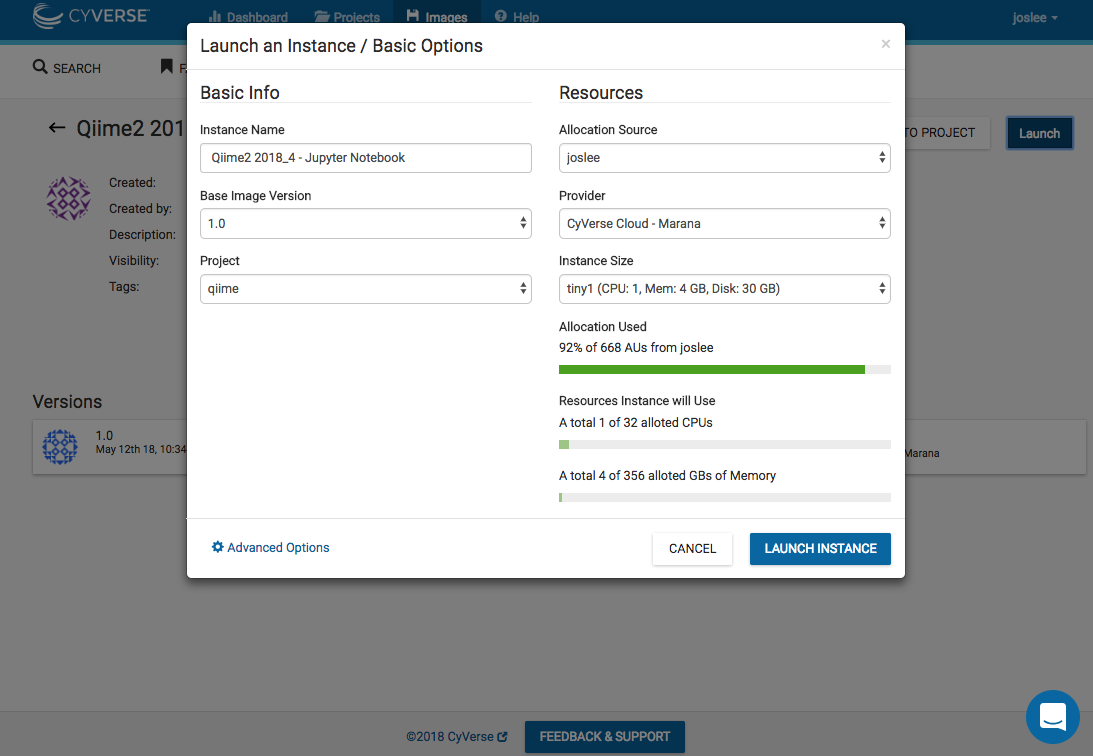 CYVERSE
Dashboard
Projects
Images
Help
joslee
SEARCH
Launch an Instance / Basic Options
×
Qiime2 201
TO PROJECT
Launch
Created:
Created by:
Description:
Visibility:
Tags:
Versions
1.0
May 12th 18, 10:34
Marana
Basic Info
Instance Name
Qiime2 2018_4 - Jupyter Notebook
Base Image Version
1.0
Project
qiime
Resources
Allocation Source
joslee
Provider
CyVerse Cloud - Marana
Instance Size
tiny1 (CPU: 1, Mem: 4 GB, Disk: 30 GB)
Allocation Used
92% of 668 AUs from joslee
Resources Instance will Use
A total 1 of 32 alloted CPUs
A total 4 of 356 alloted GBs of Memory
Advanced Options
CANCEL
LAUNCH INSTANCE
©2018 CyVerse
FEEDBACK & SUPPORT